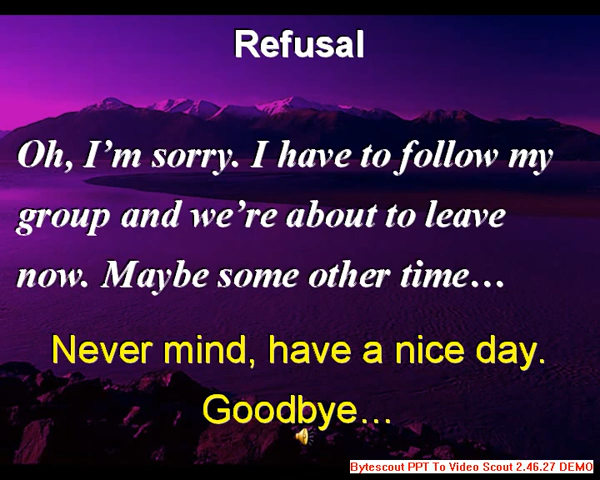 Refusal
Oh, I’m sorry. I have to follow my
group and we’re about to leave
now. Maybe some other time…
Never mind, have a nice day.
Goodbye…
Bytescout PPT To Video Scout 2.46.27 DEMO